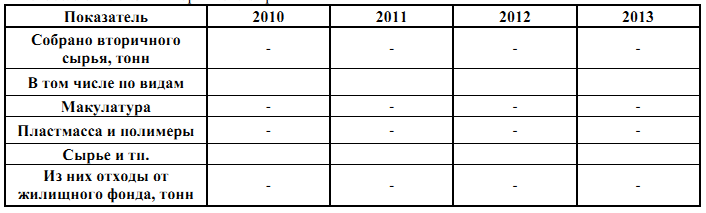 Показатель 2010 2011 2012 2013
Собрано вторичного
сырья, тонн - - - -
В том числе по видам
Макулатура - - - -
Пластмасса и полимеры - - - -
Сырье и тп.
Из них отходы от
жилищного фонда, тонн - - - -